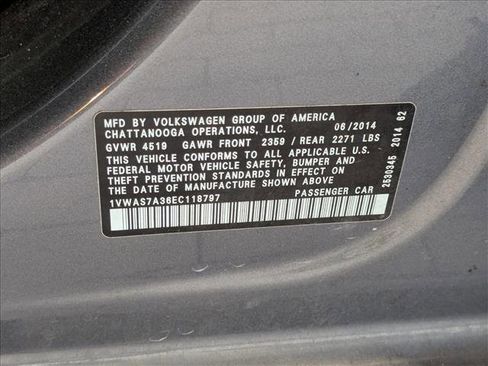 MFD BY VOLKSWAGEN GROUP OF AMERICA
CHATTANOOGA OPERATIONS, LLC. 06/2014
GVWR 4519 GAWR FRONT 2359 / REAR 2271 LBS
THIS VEHICLE CONFORMS TO ALL APPLICABLE U.S.
FEDERAL MOTOR VEHICLE SAFETY, BUMPER AND
THEFT PREVENTION STANDARDS IN EFFECT ON
THE DATE OF MANUFACTURE SHOWN ABOVE
1VWAS7A36EC118797 PASSENGER CAR
2530345 2014 62